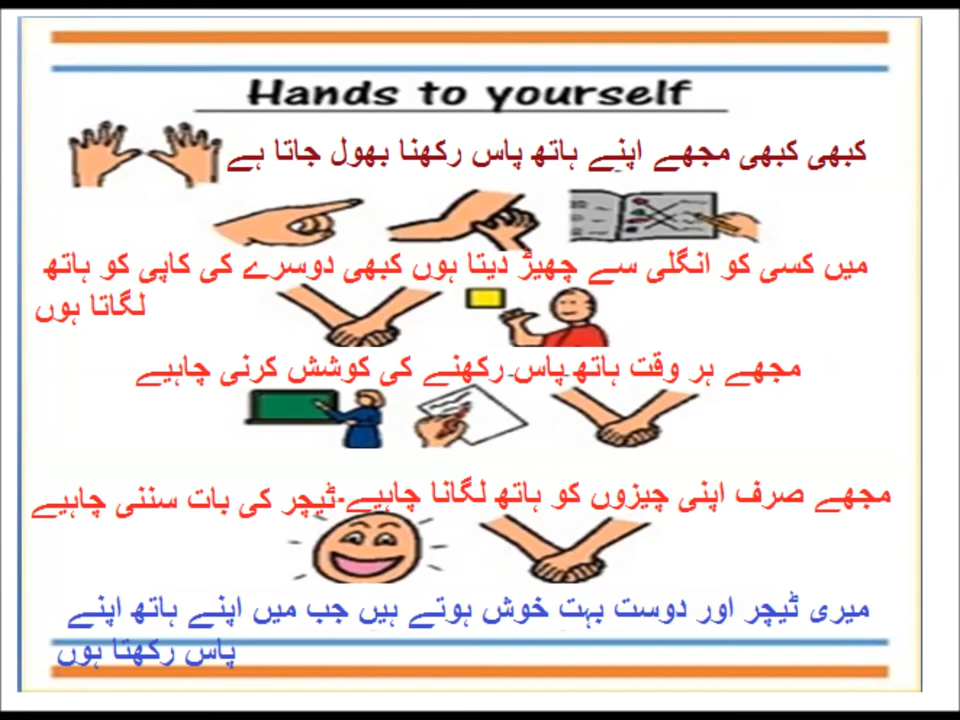 Hands to yourself
کبھی کبھی مجھے اپنے ہاتھ پاس رکھنا بھول جاتا ہے
میں کسی کو انگلی سے چھیڑ دیتا ہوں کبھی دوسرے کی کاپی کو ہاتھ
لگاتا ہوں
مجھے ہر وقت ہاتھ پاس رکھنے کی کوشش کرنی چاہیے
مجھے صرف اپنی چیزوں کو ہاتھ لگانا چاہیے۔ٹیچر کی بات سننی چاہیے
میری ٹیچر اور دوست بہت خوش ہوتے ہیں جب میں اپنے ہاتھ اپنے
پاس رکھتا ہوں